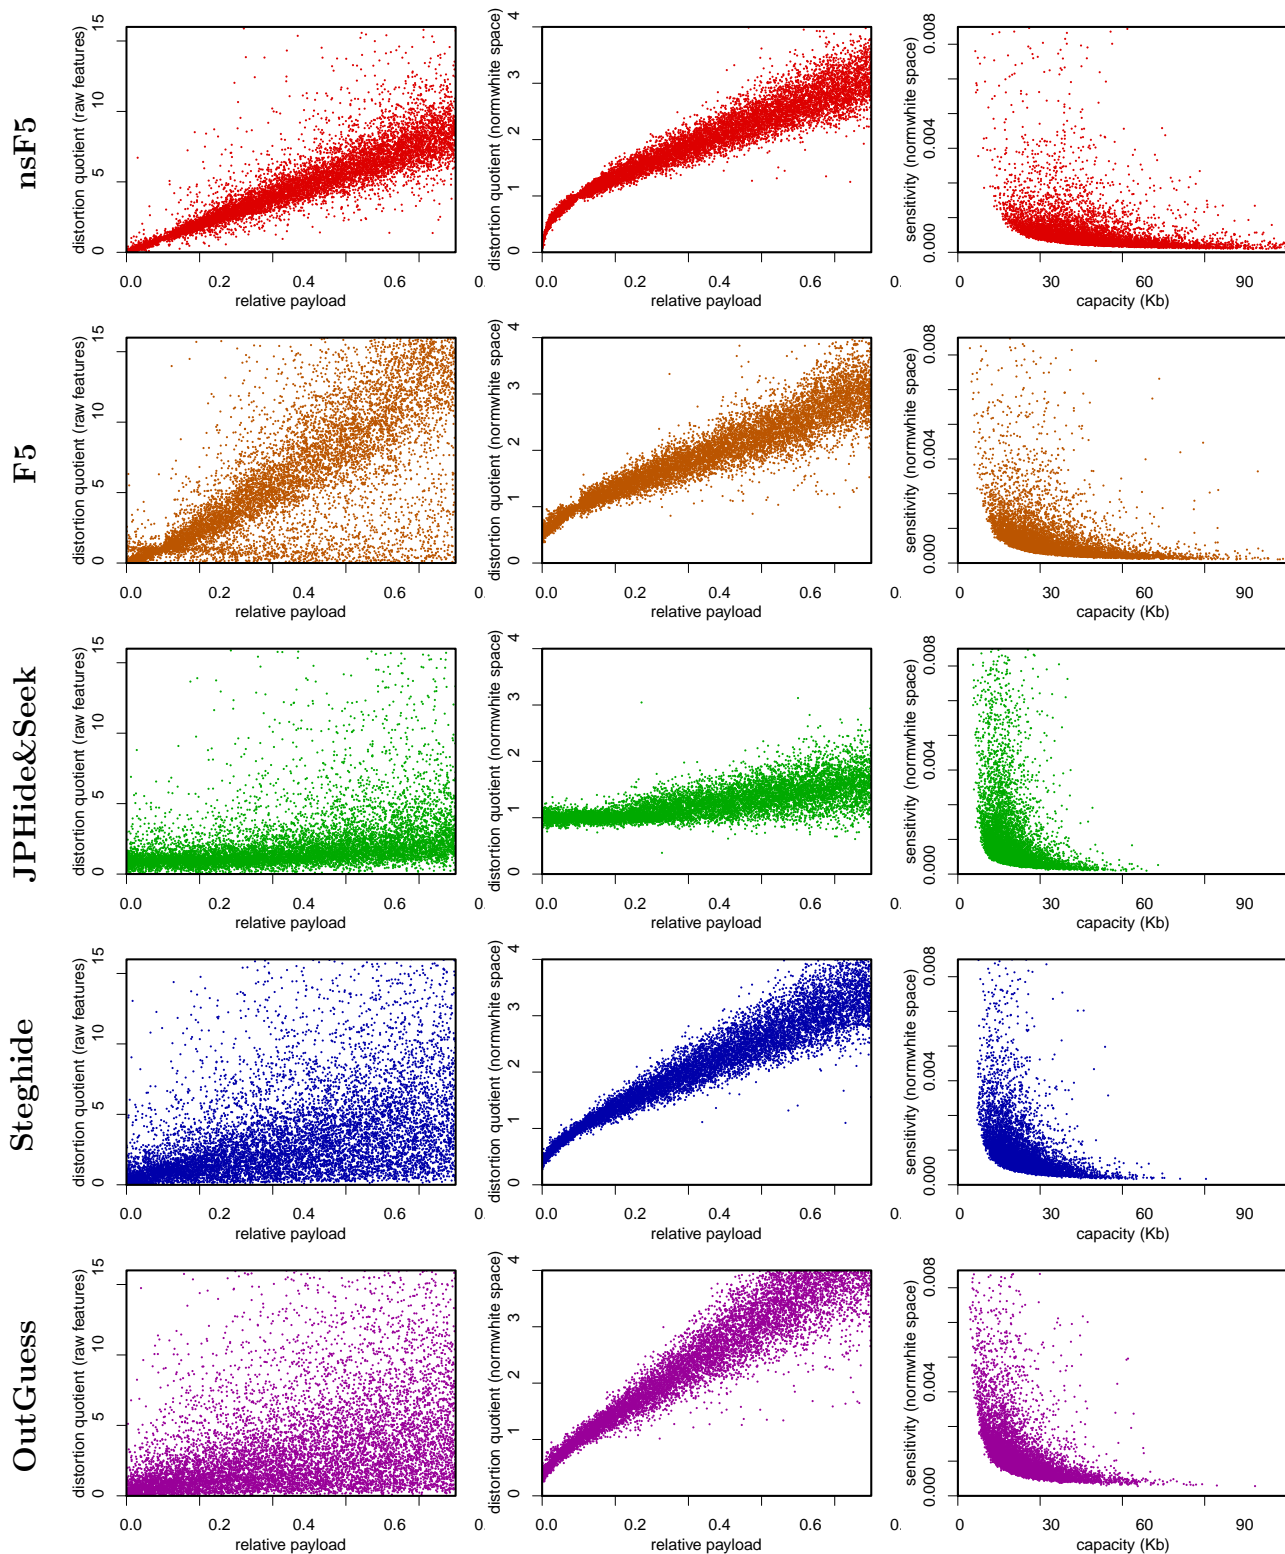 nsF5
distortion quotient (raw features)
0 5 10 15
0.0 0.2 0.4 0.6 0.
relative payload
distortion quotient (normwhite space)
0 1 2 3 4
0.0 0.2 0.4 0.6 0.
relative payload
sensitivity (normwhite space)
0.000 0.004 0.008
0 30 60 90
capacity (Kb)
F5
distortion quotient (raw features)
0 5 10 15
0.0 0.2 0.4 0.6 0.
relative payload
distortion quotient (normwhite space)
0 1 2 3 4
0.0 0.2 0.4 0.6 0.
relative payload
sensitivity (normwhite space)
0.000 0.004 0.008
0 30 60 90
capacity (Kb)
JPHide&Seek
distortion quotient (raw features)
0 5 10 15
0.0 0.2 0.4 0.6 0.
relative payload
distortion quotient (normwhite space)
0 1 2 3 4
0.0 0.2 0.4 0.6 0.
relative payload
sensitivity (normwhite space)
0.000 0.004 0.008
0 30 60 90
capacity (Kb)
Steghide
distortion quotient (raw features)
0 5 10 15
0.0 0.2 0.4 0.6 0.
relative payload
distortion quotient (normwhite space)
0 1 2 3 4
0.0 0.2 0.4 0.6 0.
relative payload
sensitivity (normwhite space)
0.000 0.004 0.008
0 30 60 90
capacity (Kb)
OutGuess
distortion quotient (raw features)
0 5 10 15
0.0 0.2 0.4 0.6 0.
relative payload
distortion quotient (normwhite space)
0 1 2 3 4
0.0 0.2 0.4 0.6 0.
relative payload
sensitivity (normwhite space)
0.000 0.004 0.008
0 30 60 90
capacity (Kb)